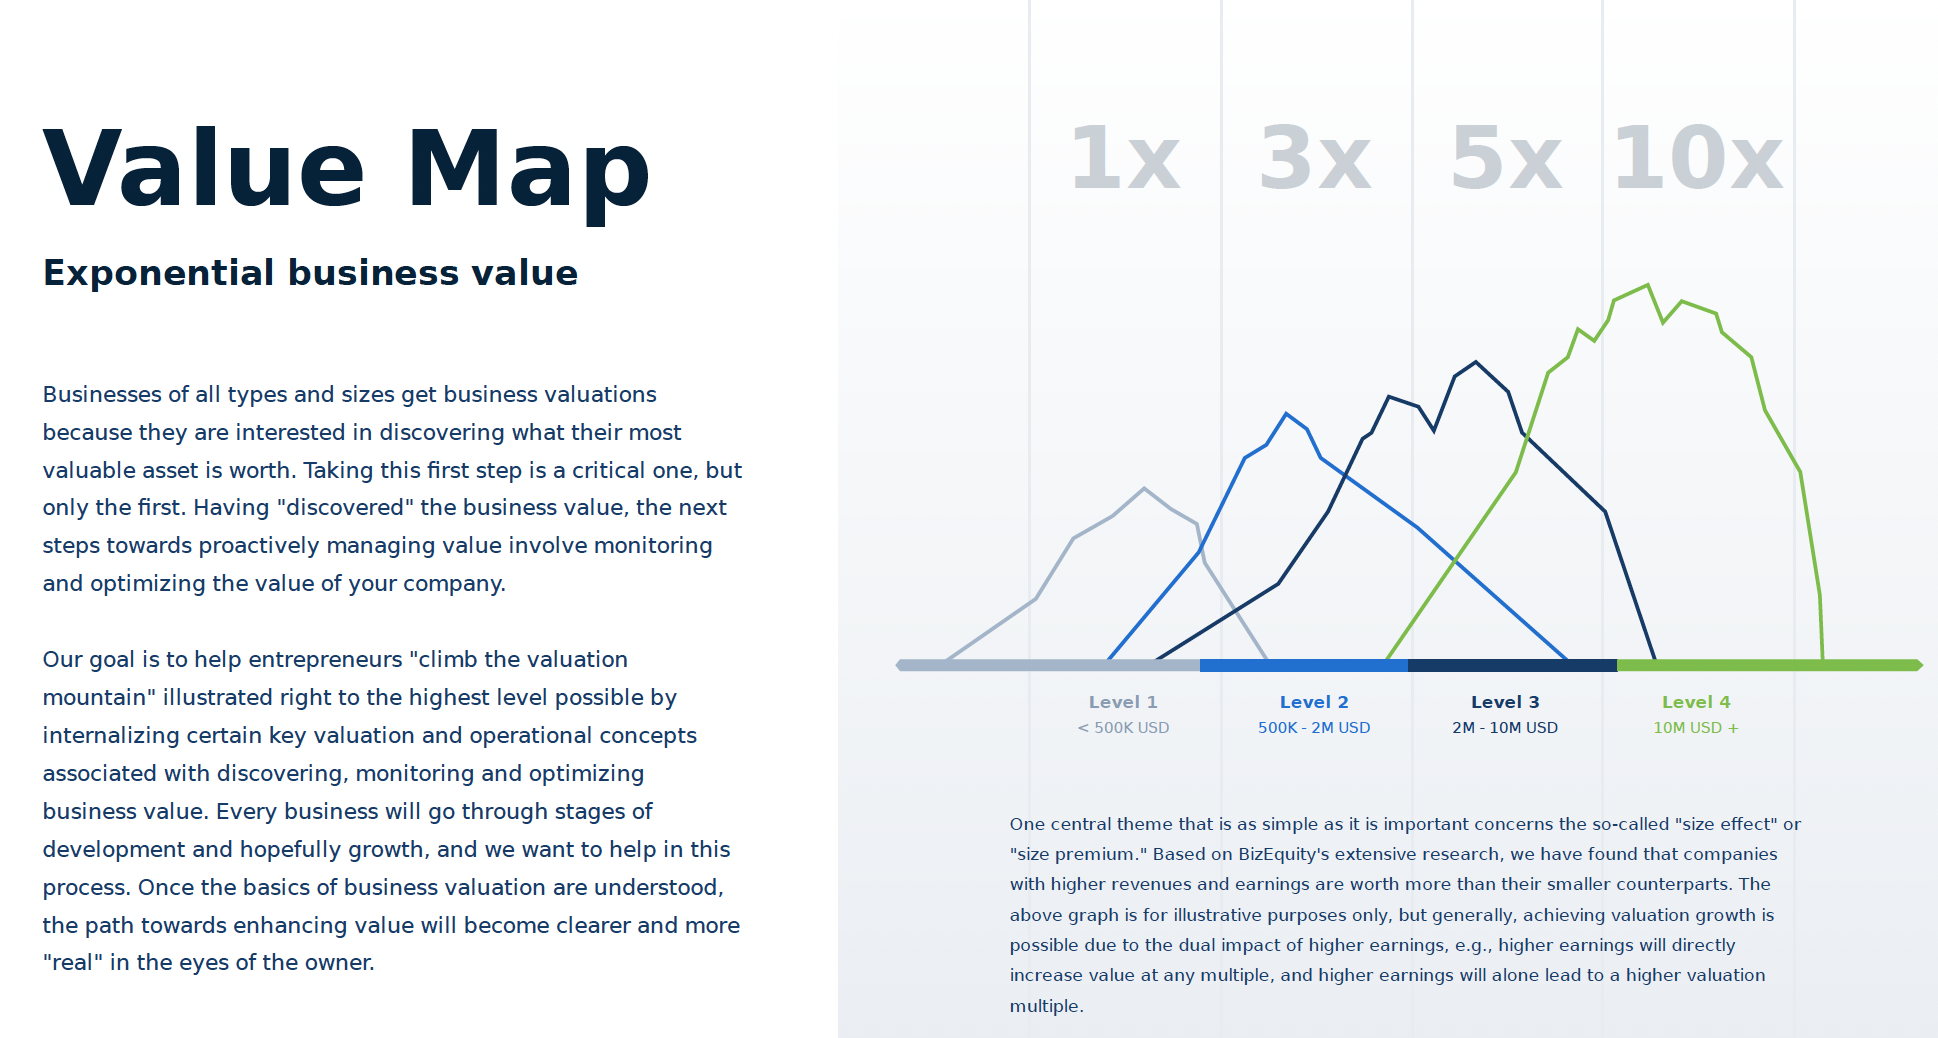 Value Map
Exponential business value
Businesses of all types and sizes get business valuations
because they are interested in discovering what their most
valuable asset is worth. Taking this first step is a critical one, but
only the first. Having "discovered" the business value, the next
steps towards proactively managing value involve monitoring
and optimizing the value of your company.
Our goal is to help entrepreneurs "climb the valuation
mountain" illustrated right to the highest level possible by
internalizing certain key valuation and operational concepts
associated with discovering, monitoring and optimizing
business value. Every business will go through stages of
development and hopefully growth, and we want to help in this
process. Once the basics of business valuation are understood,
the path towards enhancing value will become clearer and more
"real" in the eyes of the owner.
1x 3x 5x 10x
Level 1 Level 2 Level 3 Level 4
< 500K USD 500K - 2M USD 2M - 10M USD 10M USD +
One central theme that is as simple as it is important concerns the so-called "size effect" or
"size premium." Based on BizEquity's extensive research, we have found that companies
with higher revenues and earnings are worth more than their smaller counterparts. The
above graph is for illustrative purposes only, but generally, achieving valuation growth is
possible due to the dual impact of higher earnings, e.g., higher earnings will directly
increase value at any multiple, and higher earnings will alone lead to a higher valuation
multiple.